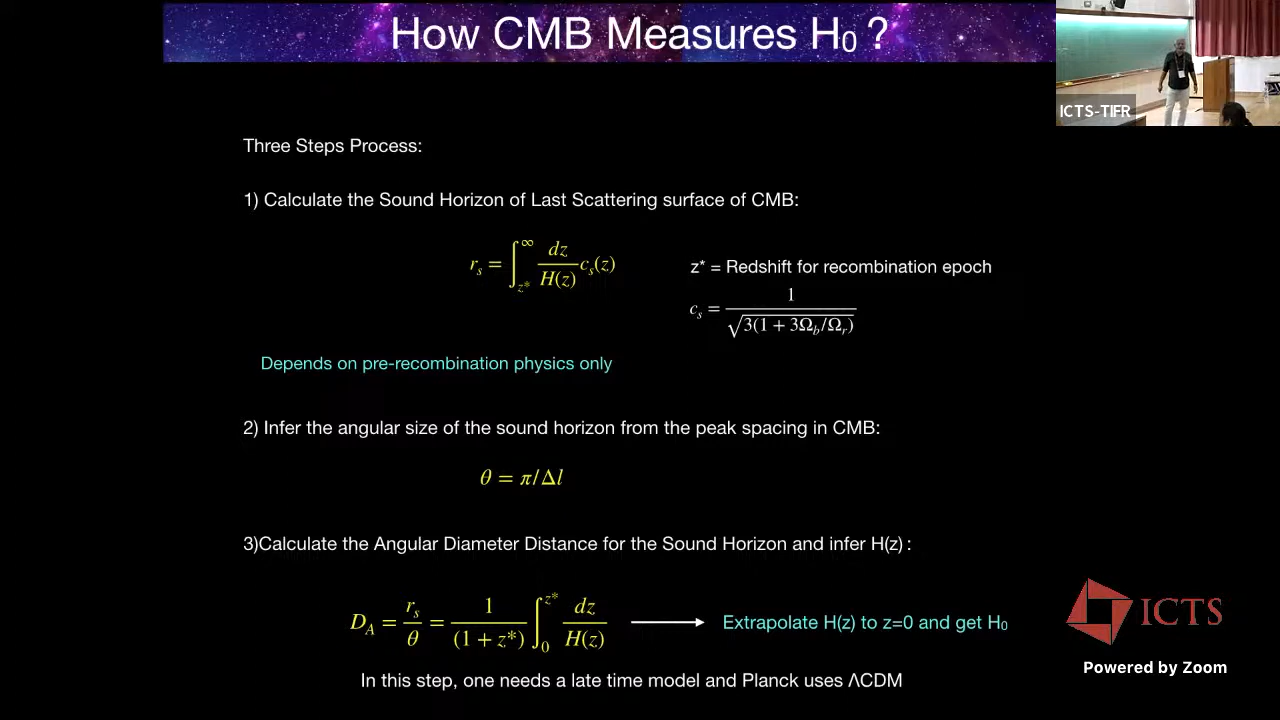 How CMB Measures H₀ ?
ICTS-TIFR
Three Steps Process:
1) Calculate the Sound Horizon of Last Scattering surface of CMB:
r_s = ∫_{z*}^{∞} dz/H(z) c_s(z)
z* = Redshift for recombination epoch
c_s = 1/√(3(1 + 3Ω_b/Ω_r))
Depends on pre-recombination physics only
2) Infer the angular size of the sound horizon from the peak spacing in CMB:
θ = π/Δl
3)Calculate the Angular Diameter Distance for the Sound Horizon and infer H(z) :
D_A = r_s/θ = 1/(1 + z*) ∫_0^{z*} dz/H(z)
Extrapolate H(z) to z=0 and get H₀
In this step, one needs a late time model and Planck uses ΛCDM
ICTS
Powered by Zoom